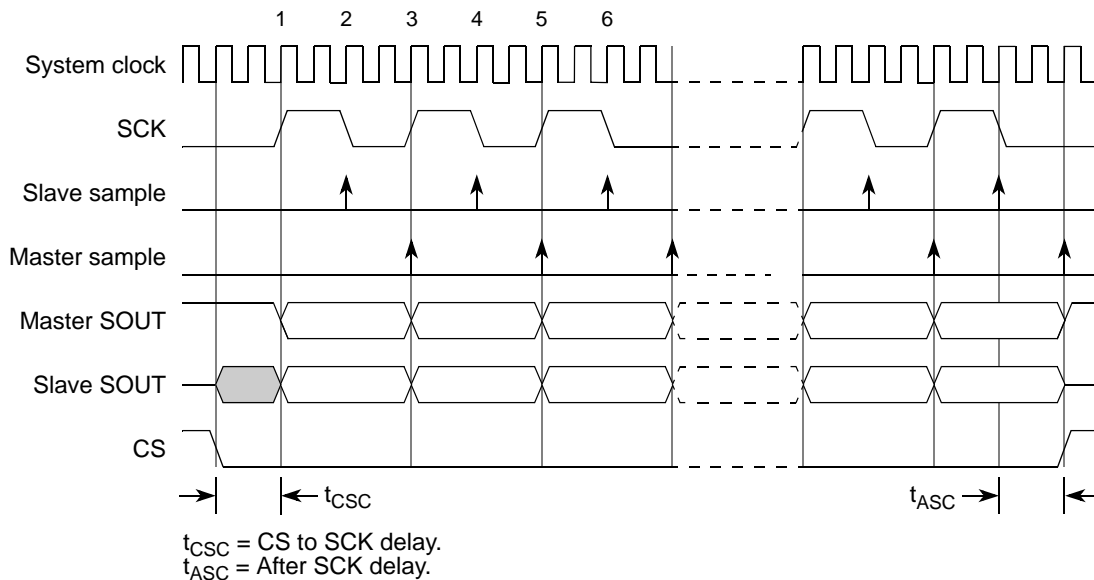 1 2 3 4 5 6
System clock
SCK
Slave sample
Master sample
Master SOUT
Slave SOUT
CS
tCSC tASC
tCSC = CS to SCK delay.
tASC = After SCK delay.